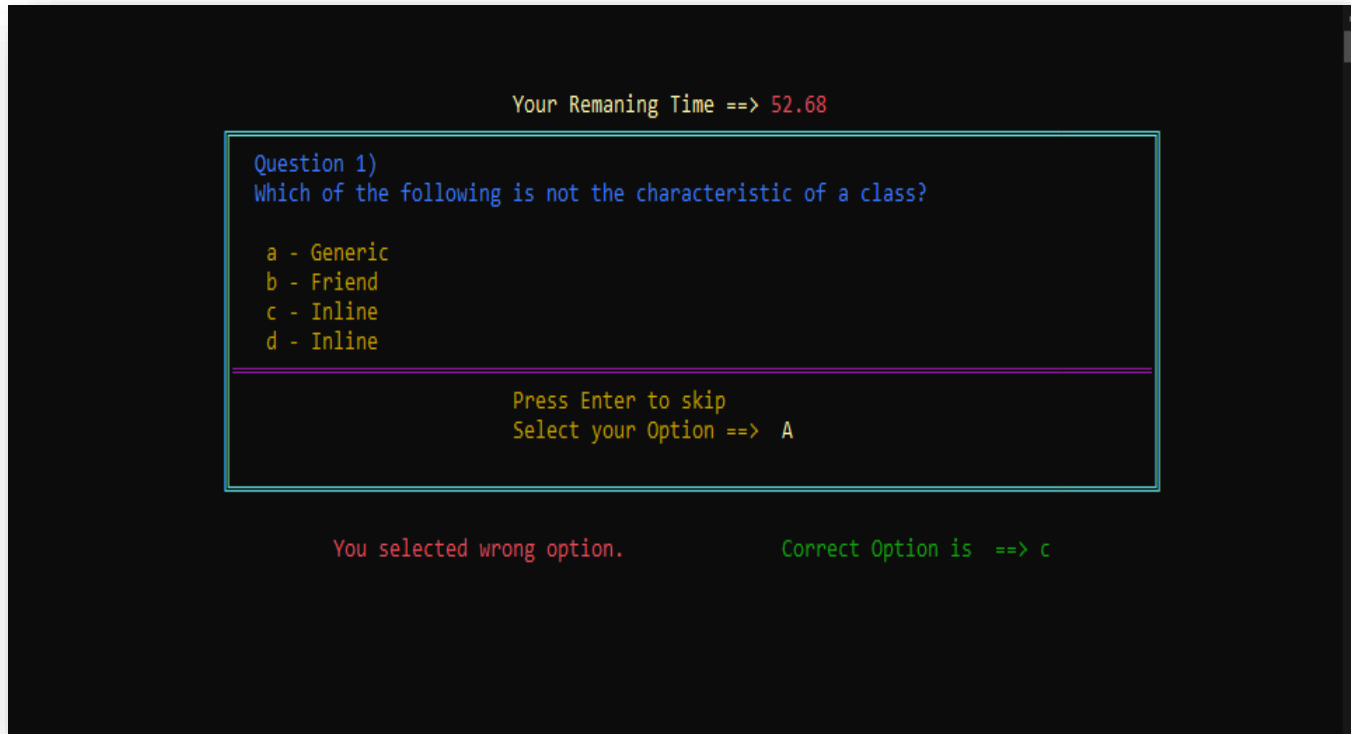 Your Remaning Time ==> 52.68
Question 1)
Which of the following is not the characteristic of a class?
a - Generic
b - Friend
c - Inline
d - Inline
Press Enter to skip
Select your Option ==> A
You selected wrong option. Correct Option is ==> c